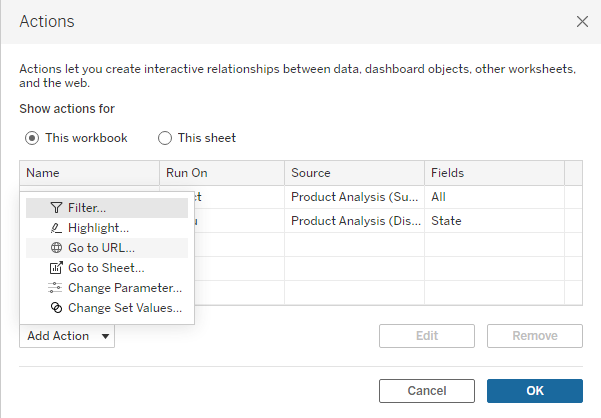 Actions
Actions let you create interactive relationships between data, dashboard objects, other worksheets,
and the web.
Show actions for
This workbook
This sheet
Name Run On Source Fields
Product Analysis (Su... All
Product Analysis (Dis... State
Filter...
Highlight...
Go to URL...
Go to Sheet...
Change Parameter...
Change Set Values...
Add Action
Edit
Remove
Cancel
OK